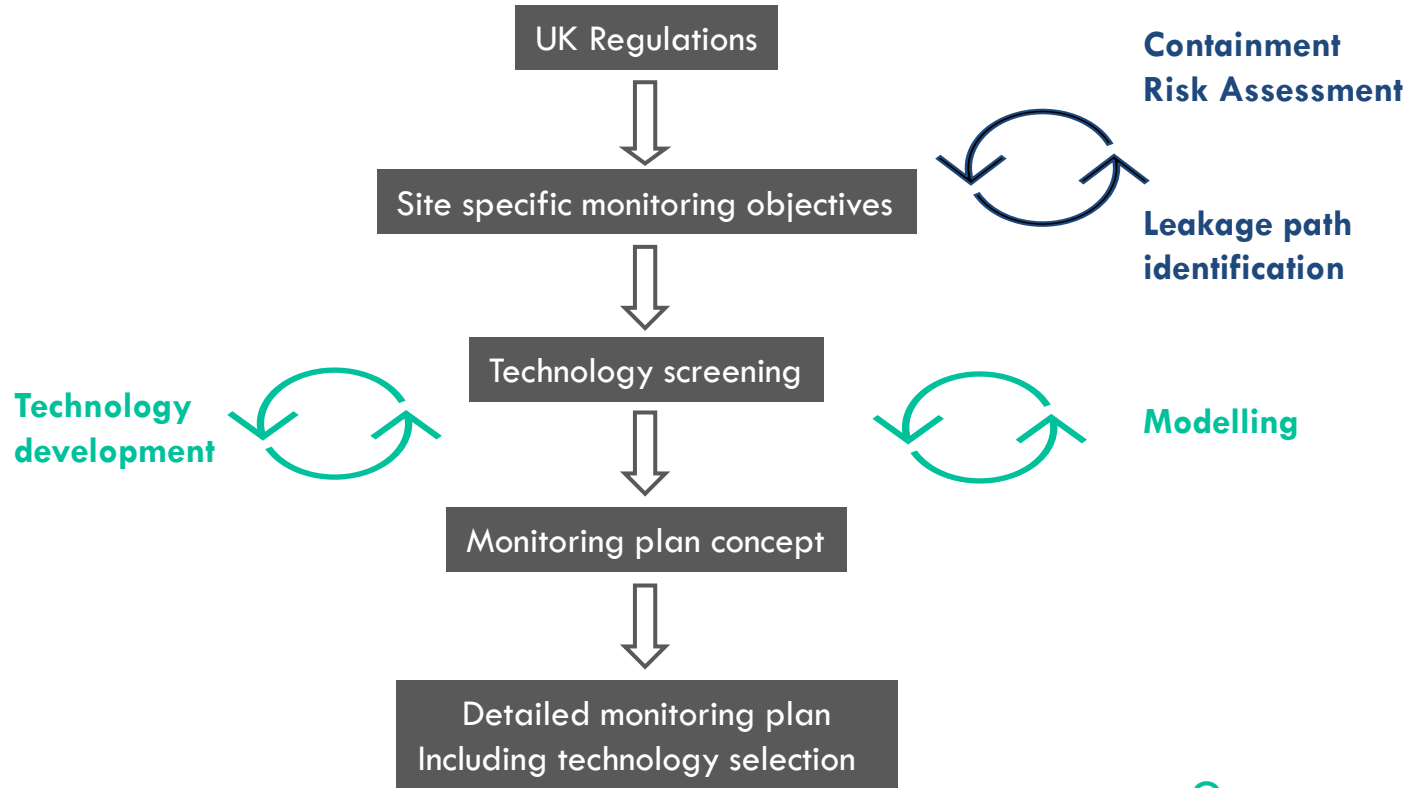 UK Regulations
Containment
Risk Assessment
Site specific monitoring objectives
Leakage path
identification
Technology screening
Technology
development
Modelling
Monitoring plan concept
Detailed monitoring plan
Including technology selection